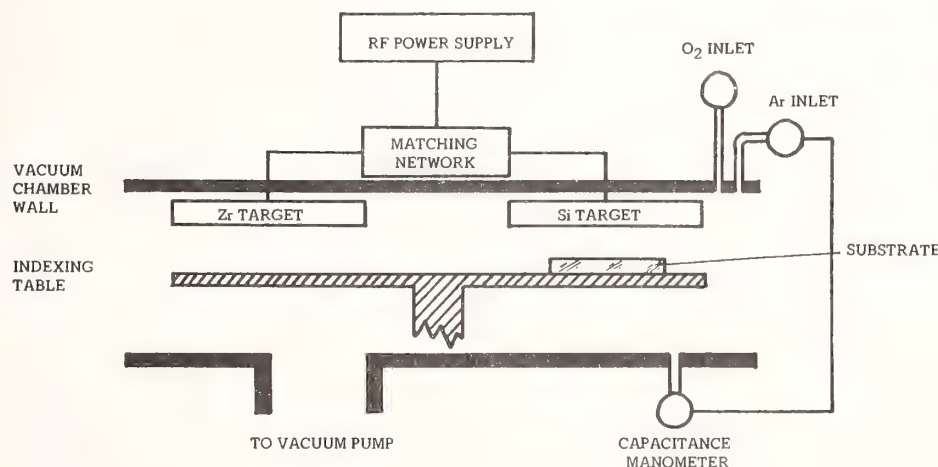 RF POWER SUPPLY
O2 INLET
Ar INLET
MATCHING
NETWORK
VACUUM
CHAMBER
WALL
Zr TARGET
Si TARGET
SUBSTRATE
INDEXING
TABLE
TO VACUUM PUMP
CAPACITANCE
MANOMETER